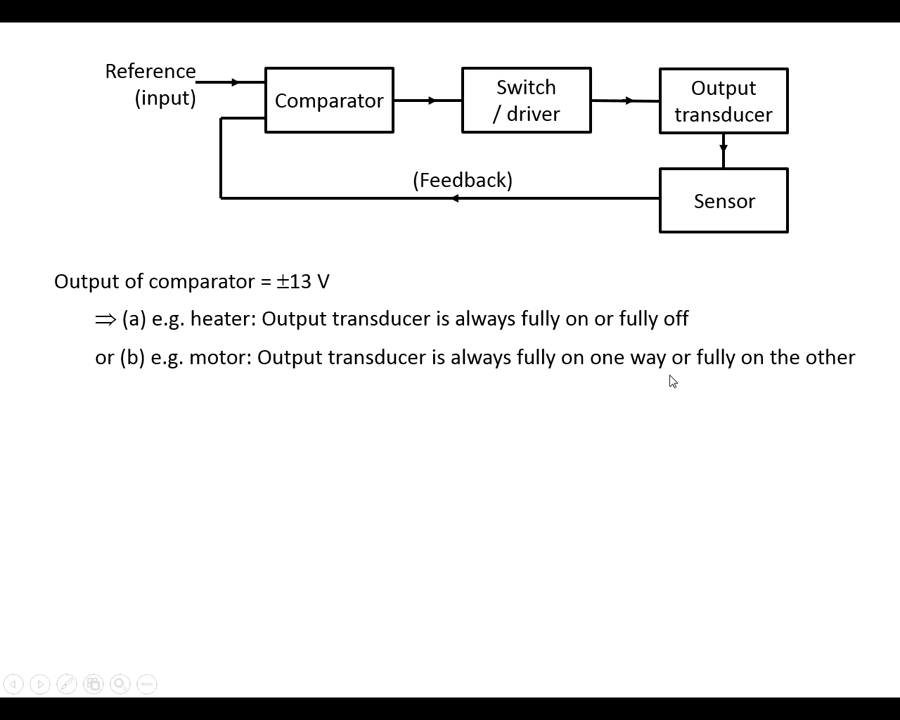 Reference
(input)
Comparator
Switch
/ driver
Output
transducer
(Feedback)
Sensor
Output of comparator = ±13 V
⇒ (a) e.g. heater: Output transducer is always fully on or fully off
or (b) e.g. motor: Output transducer is always fully on one way or fully on the other